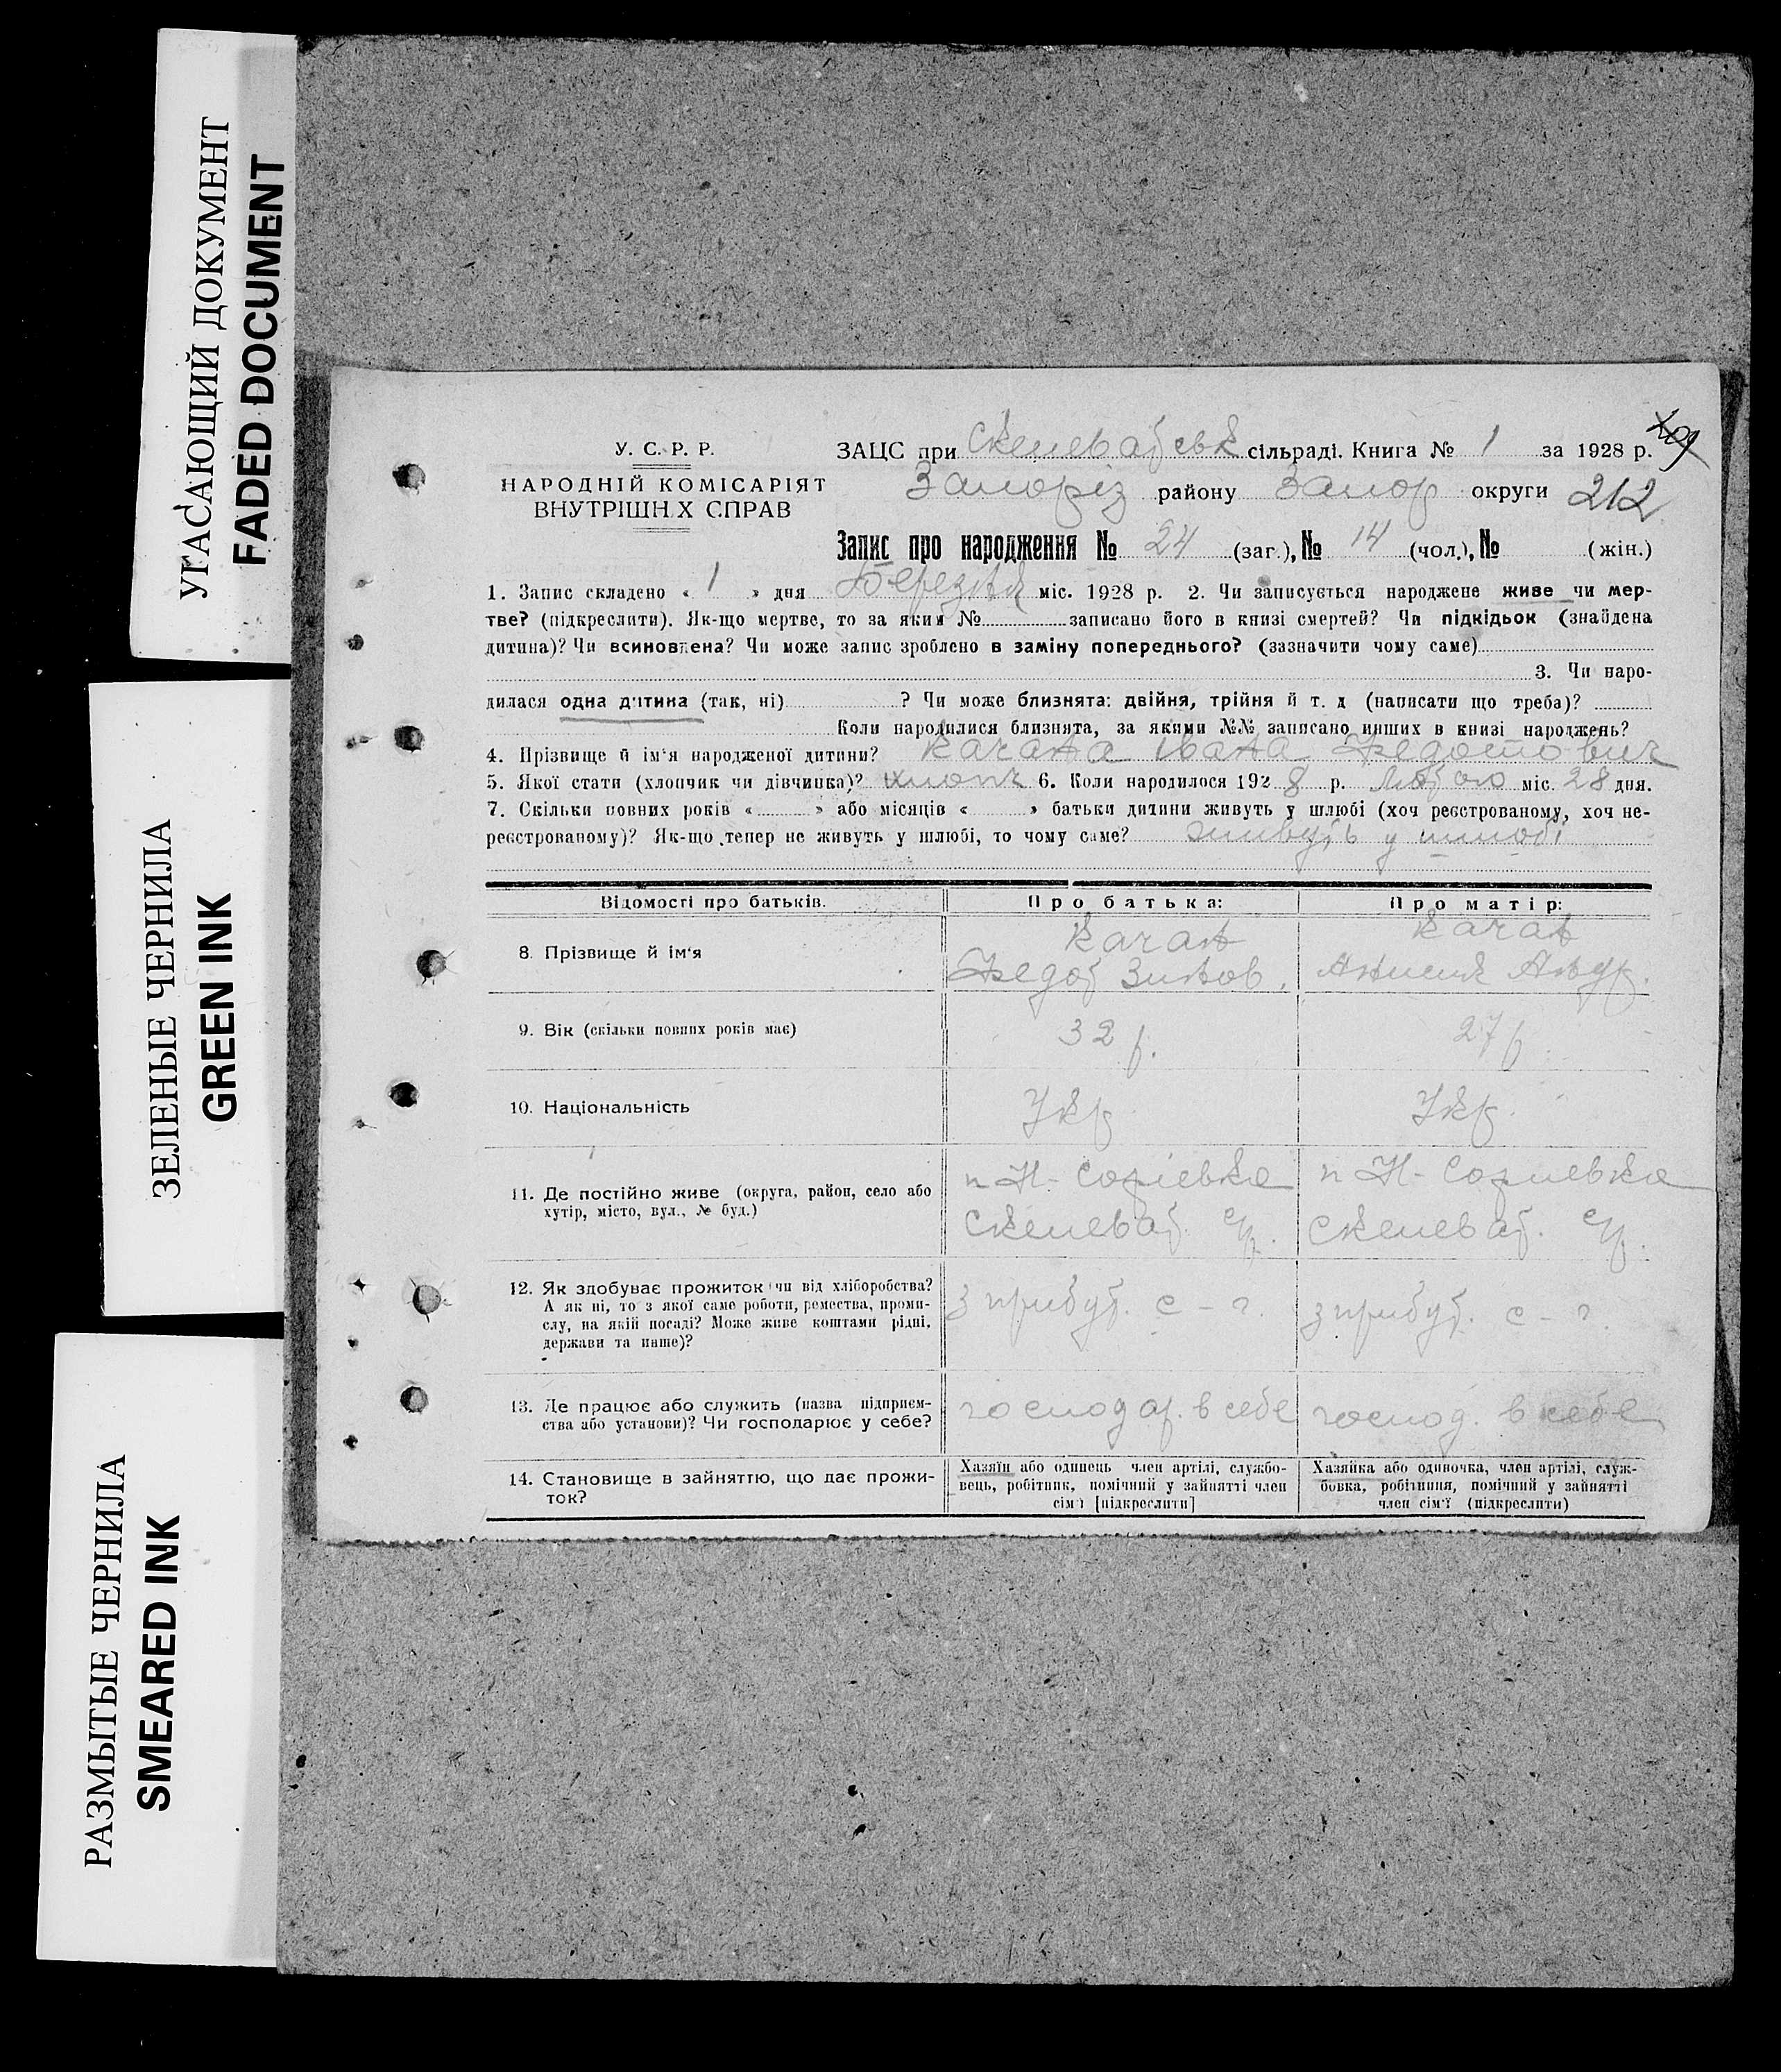 УГАСАЮЩИЙ ДОКУМЕНТ
FADED DOCUMENT
ЗЕЛЕНЫЕ ЧЕРНИЛА
GREEN INK
РАЗМЫТЫЕ ЧЕРНИЛА
SMEARED INK
У. С. Р. Р.
НАРОДНІЙ КОМІСАРІЯТ
ВНУТРІШН Х СПРАВ
ЗАЦС при Скелеватськ сільраді. Книга № 1 за 1928 р.
Запоріз району Запор округи 212
Запис про народження № 24 (заг.), № 14 (чол.), № (жін.)
1. Запис складено « 1 » дня Березня міс. 1928 р. 2. Чи записується народжене живе чи мер-
тве? (підкреслити). Як-що мертве, то за яким № записано його в книзі смертей? Чи підкідьок (знайдена
дитина)? Чи всиновлена? Чи може запис зроблено в заміну попереднього? (зазначити чому саме)
3. Чи наро-
дилася одна дитина (так, ні) ? Чи може близнята: двійня, трійня й т. д (написати що треба)?
Коли народилися близнята, за якими №№ записано инших в книзі народжень?
4. Прізвище й ім'я народженої дитини? Качана Івана Федотович
5. Якої статі (хлопчик чи дівчинка)? хлопч 6. Коли народилося 1928 р. Лютого міс. 28 дня.
7. Скільки повних років « » або місяців « » батьки дитини живуть у шлюбі (хоч реєстрованому, хоч не-
реєстрованому)? Як-що тепер не живуть у шлюбі, то чому саме? живуть у шлюбі
Відомості про батьків. Про батька: Про матір:
8. Прізвище й ім'я
Качан
Федот Зинов.
Качан
Анисия Андр.
9. Вік (скільки повних років має) 32 р. 27 р
10. Національність Укр Укр.
11. Де постійно живе (округа, район, село або
хутір, місто, вул., № буд.)
п Н-Софіевка
Скелеват. с/р.
п Н-Софиевка
Скелеват. с/р.
12. Як здобуває прожиток (чи від хліборобства?
А як ні, то з якої саме роботи, ремества, проми-
слу, на якій посаді? Може живе коштами рідні,
держави та инше)?
з прибут. с-г.
з прибут. с-г.
13. Де працює або служить (назва підприєм-
ства або установи)? Чи господарює у себе?
господар. в себе
господ. в себе
14. Становище в зайняттю, що дає прожи-
ток?
Хазяїн або одинець член артілі, службо-
вець, робітник, помічний у зайнятті член
сім'ї [підкреслити]
Хазяйка або одиночка, член артілі, служ-
бовка, робітниця, помічний у зайнятті
член сім'ї (підкреслити)